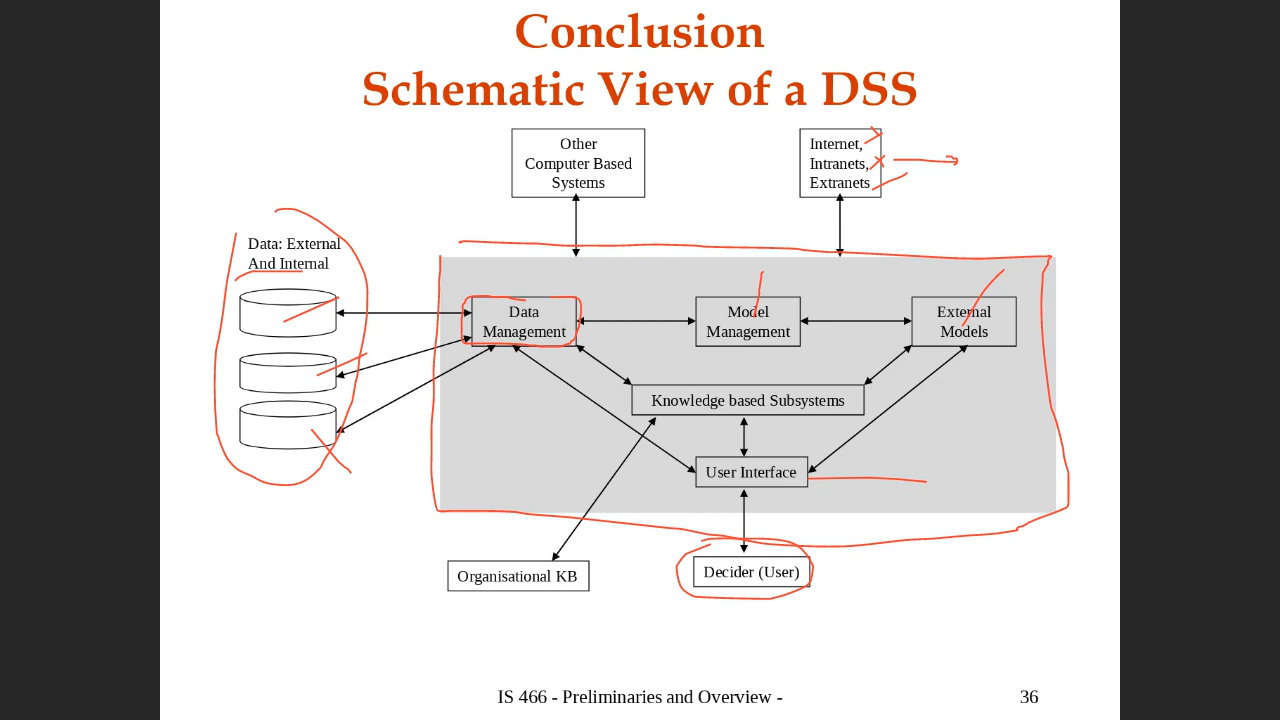 Conclusion
Schematic View of a DSS
Other
Computer Based
Systems
Internet,
Intranets,
Extranets
Data: External
And Internal
Data
Management
Model
Management
External
Models
Knowledge based Subsystems
User Interface
Organisational KB
Decider (User)
IS 466 - Preliminaries and Overview -
36